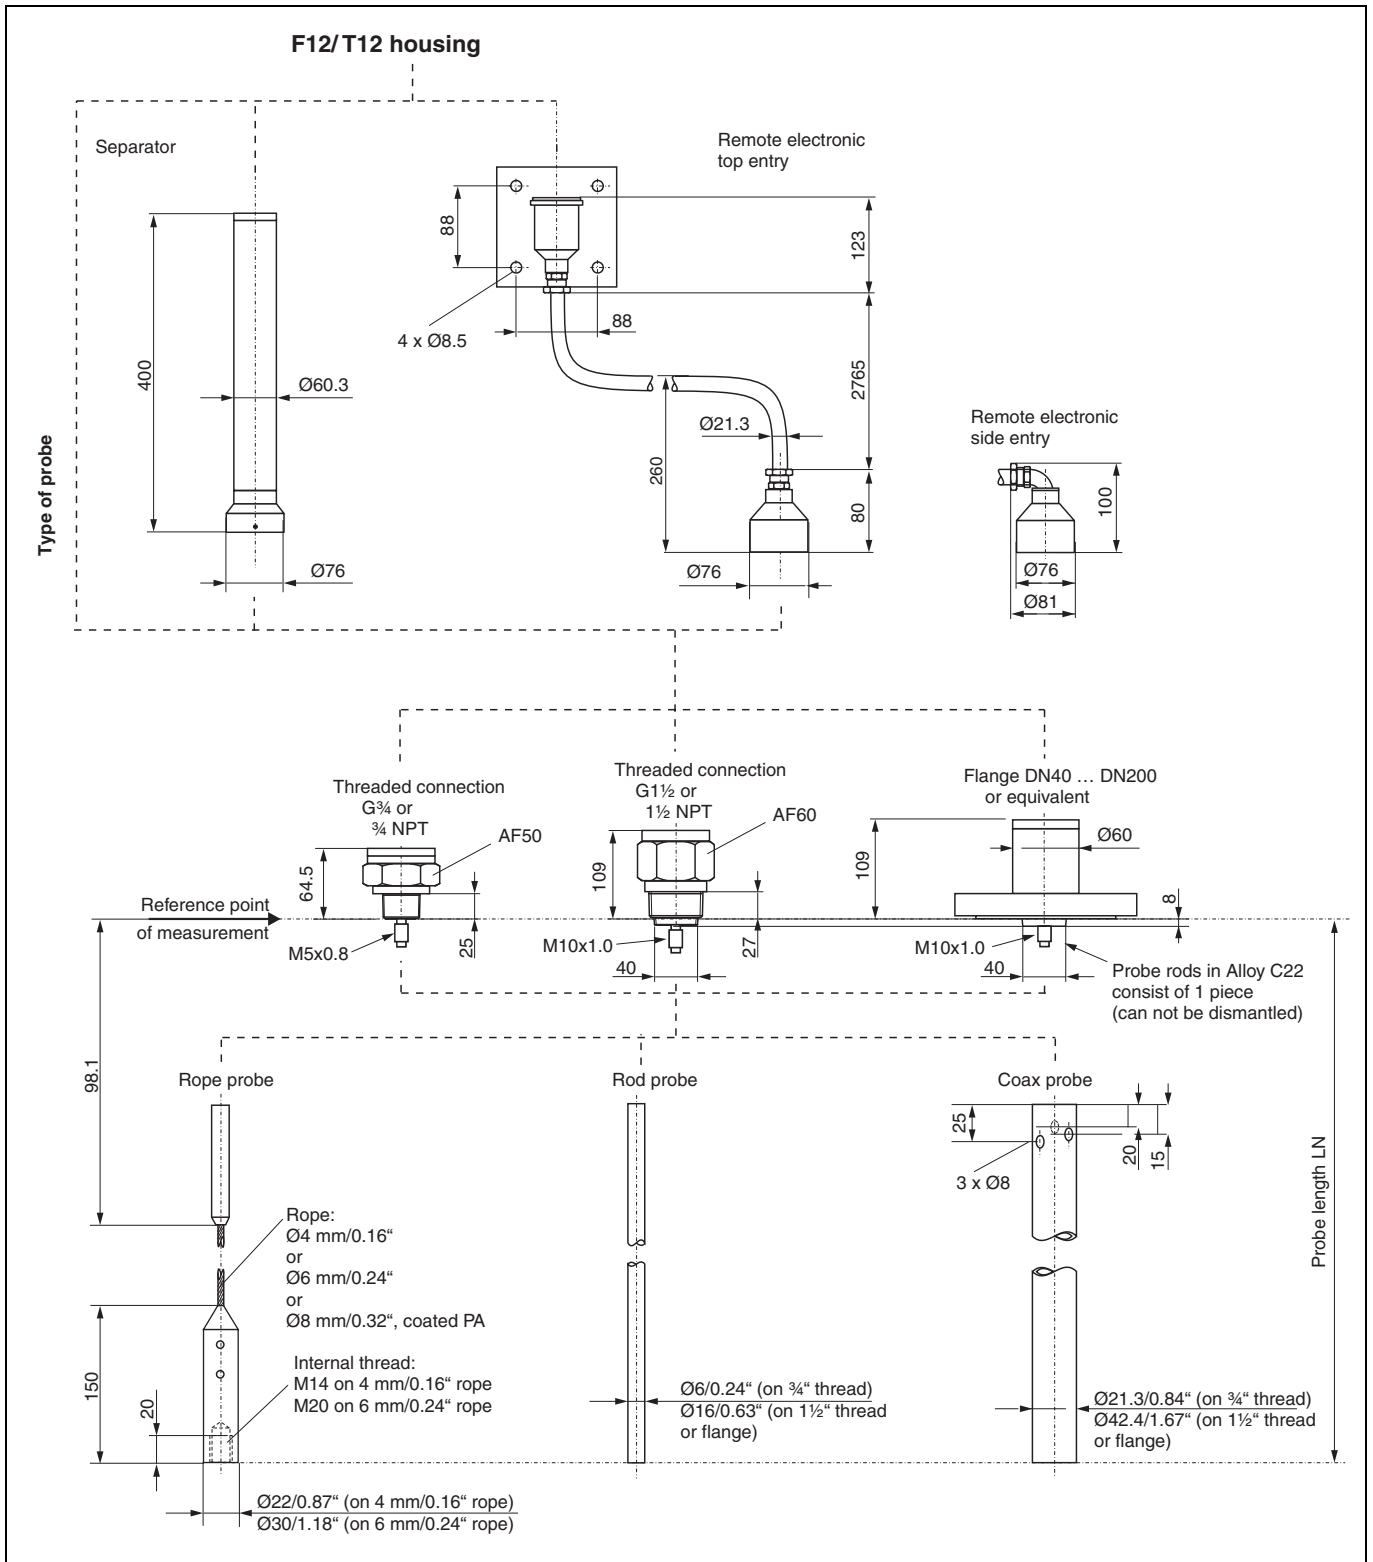 F12/T12 housing
Separator
Remote electronic
top entry
88
123
4 x Ø8.5
88
400
Ø60.3
2765
Type of probe
Ø21.3
260
80
Ø76
Ø76
Remote electronic
side entry
100
Ø76
Ø81
Threaded connection
G¾ or
¾ NPT
AF50
64.5
M5x0.8
25
Threaded connection
G1½ or
1½ NPT
AF60
109
M10x1.0
27
40
Flange DN40 … DN200
or equivalent
Ø60
109
8
M10x1.0
40
Probe rods in Alloy C22
consist of 1 piece
(can not be dismantled)
Reference point
of measurement
98.1
Rope probe
Rod probe
Coax probe
25
20
15
3 x Ø8
Probe length LN
Rope:
Ø4 mm/0.16“
or
Ø6 mm/0.24“
or
Ø8 mm/0.32“, coated PA
Internal thread:
M14 on 4 mm/0.16“ rope
M20 on 6 mm/0.24“ rope
150
20
Ø22/0.87“ (on 4 mm/0.16“ rope)
Ø30/1.18“ (on 6 mm/0.24“ rope)
Ø6/0.24“ (on ¾“ thread)
Ø16/0.63“ (on 1½“ thread
or flange)
Ø21.3/0.84“ (on ¾“ thread)
Ø42.4/1.67“ (on 1½“ thread
or flange)